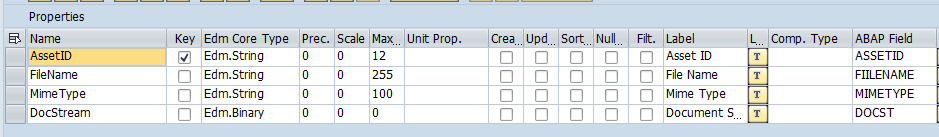 Properties
Name Key Edm Core Type Prec. Scale Max... Unit Prop. Crea... Upd... Sort... Null... Filt. Label L... Comp. Type ABAP Field
AssetID Edm.String 0 0 12 Asset ID T ASSETID
FileName Edm.String 0 0 255 File Name T FIILENAME
MimeType Edm.String 0 0 100 Mime Type T MIMETYPE
DocStream Edm.Binary 0 0 0 Document S... T DOCST